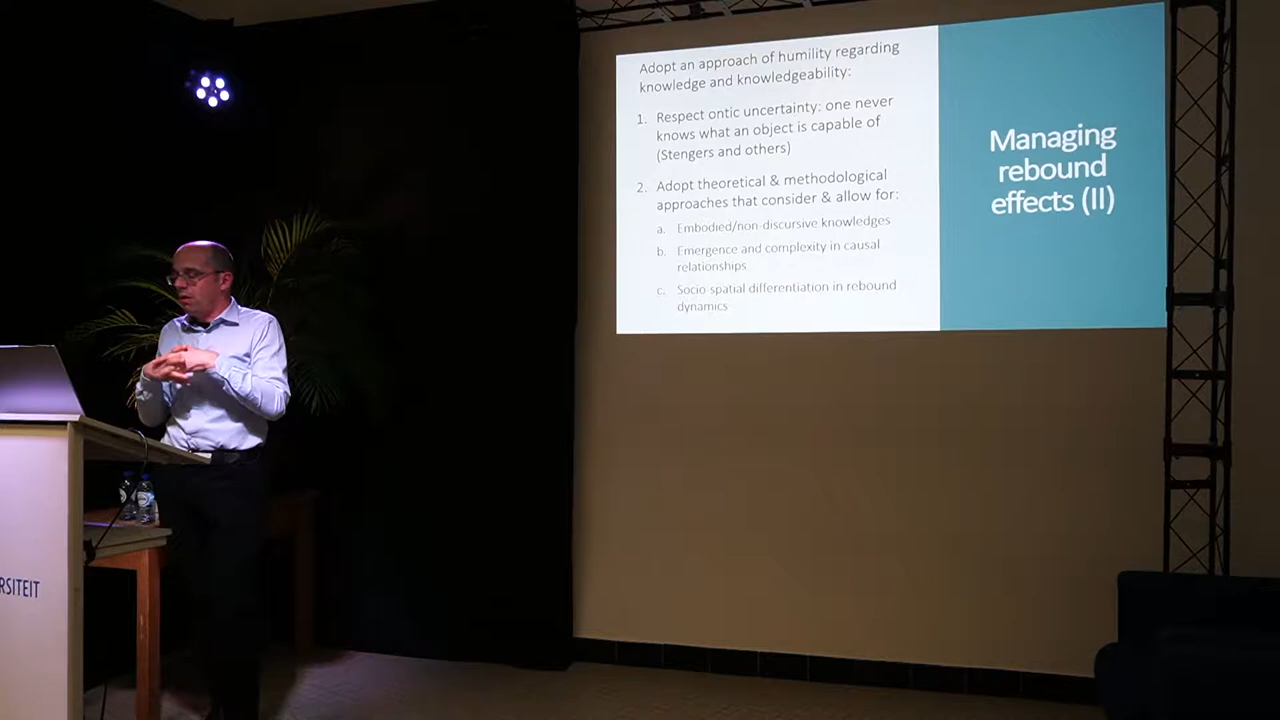 Adopt an approach of humility regarding
knowledge and knowledgeability:
1. Respect ontic uncertainty: one never
knows what an object is capable of
(Stengers and others)
2. Adopt theoretical & methodological
approaches that consider & allow for:
a. Embodied/non-discursive knowledges
b. Emergence and complexity in causal
relationships
c. Socio-spatial differentiation in rebound
dynamics
Managing
rebound
effects (II)
RSITEIT